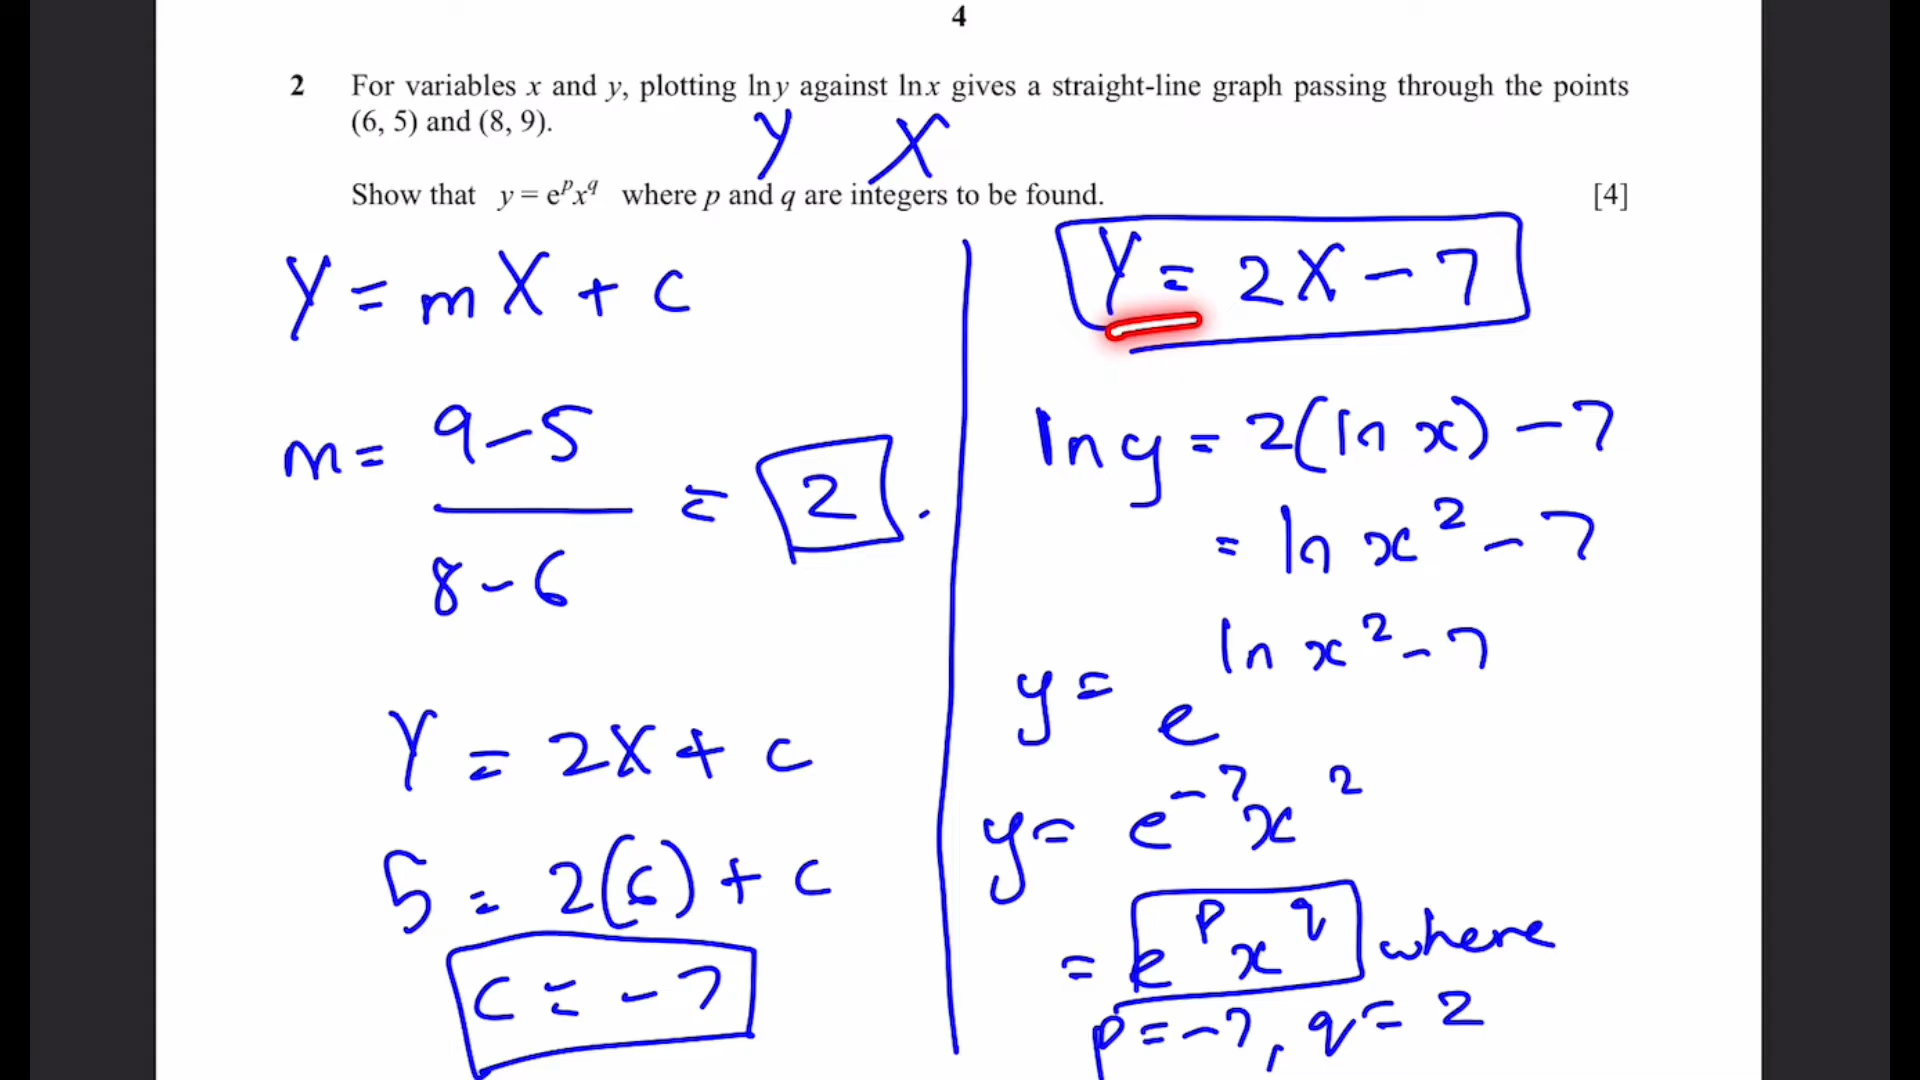 4
2 For variables x and y, plotting ln y against ln x gives a straight-line graph passing through the points
(6, 5) and (8, 9).
Y X
Show that y = e^p x^q where p and q are integers to be found. [4]
Y = mX + c
m = 9 - 5 / 8 - 6 = 2 .
Y = 2X + c
5 = 2(6) + c
c = -7
Y = 2X - 7
ln y = 2(ln x) - 7
= ln x^2 - 7
y = e^(ln x^2 - 7)
y = e^-7 x^2
= e^p x^q where
p = -7, q = 2